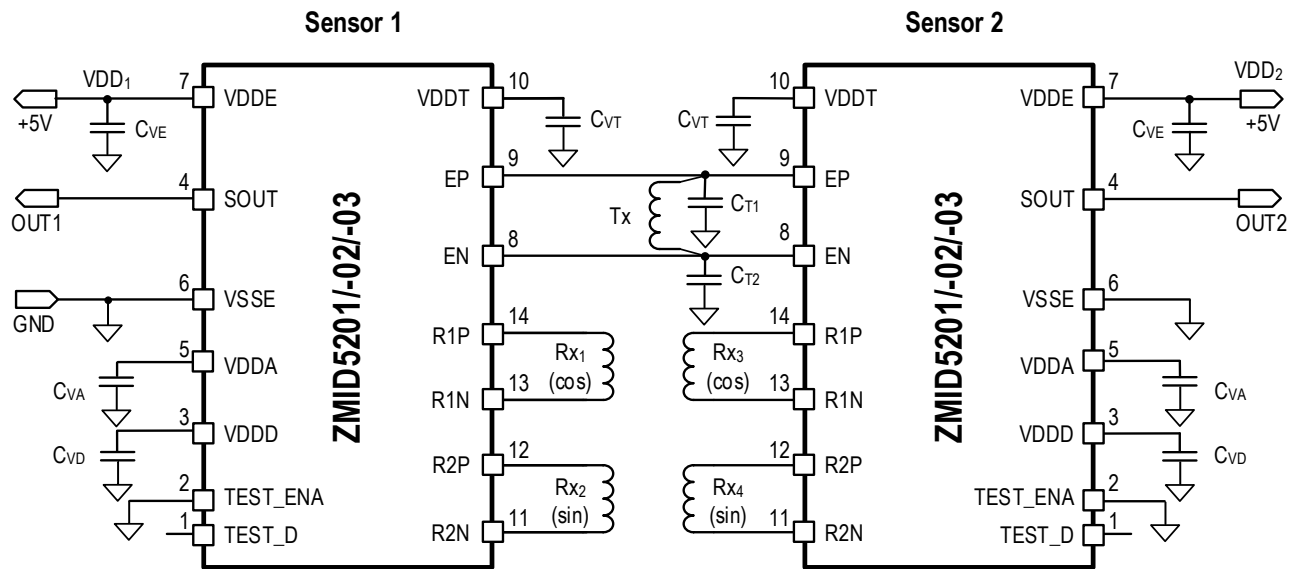 Sensor 1
Sensor 2
VDD1
7
VDDE
+5V
CVE
4
SOUT
OUT1
6
VSSE
GND
5
VDDA
CVA
3
VDDD
CVD
2
TEST_ENA
1
TEST_D
ZMID5201/-02/-03
VDDT
10
CVT
EP
9
EN
8
R1P
14
Rx1
(cos)
R1N
13
R2P
12
Rx2
(sin)
R2N
11
Tx
CT1
CT2
CVT
10
VDDT
9
EP
8
EN
14
R1P
Rx3
(cos)
13
R1N
12
R2P
Rx4
(sin)
11
R2N
ZMID5201/-02/-03
VDDE
7
VDD2
+5V
CVE
SOUT
4
OUT2
VSSE
6
VDDA
5
CVA
VDDD
3
CVD
TEST_ENA
2
TEST_D
1